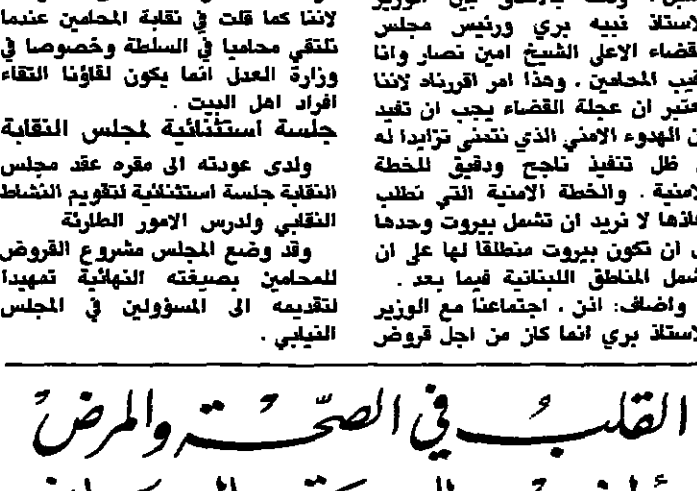 الاستاذ نبيه بري ورئيس مجلس
القضاء الاعلى الشيخ امين نصار وانا
نقيب المحامين . وهذا امر اقررناه لاننا
نعتبر ان عجلة القضاء يجب ان تفيد
من الهدوء الامني الذي نتمنى تزايدا له
في ظل تنفيذ ناجح ودقيق للخطة
الامنية . والخطة الامنية التي نطلب
لا نريد ان تشمل بيروت وحدها
بل ان تكون بيروت منطلقا لها على ان
تشمل المناطق اللبنانية فيما بعد .
واضاف: اذن ، اجتماعنا مع الوزير
الاستاذ بري انما كان من اجل قروض
لاننا كما قلت في نقابة المحامين عندما
نلتقي محاميا في السلطة وخصوصا في
وزارة العدل انما يكون لقاؤنا التقاء
افراد اهل البيت .
جلسة استثنائية لمجلس النقابة
ولدى عودته الى مقره عقد مجلس
النقابة جلسة استثنائية لتقويم النشاط
النقابي ولدرس الامور الطارئة
وقد وضع المجلس مشروع القروض
للمحامين بصيغته النهائية تمهيدا
لتقديمه الى المسؤولين في المجلس
النيابي .
القلب في الصحة والمرض